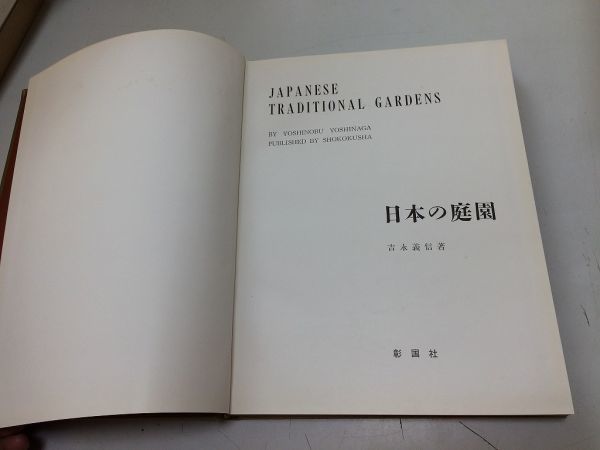 JAPANESE
TRADITIONAL GARDENS
BY YOSHINOBU YOSHINAGA
PUBLISHED BY SHOKOKUSHA
日本の庭園
吉永義信著
彰国社